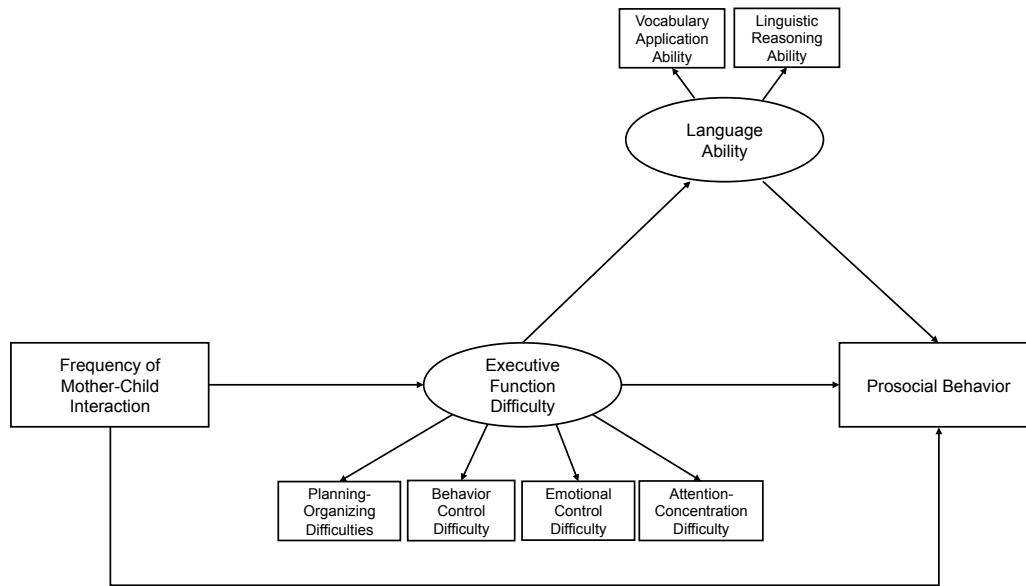 Vocabulary
Application
Ability
Linguistic
Reasoning
Ability
Language
Ability
Frequency of
Mother-Child
Interaction
Executive
Function
Difficulty
Prosocial Behavior
Planning-
Organizing
Difficulties
Behavior
Control
Difficulty
Emotional
Control
Difficulty
Attention-
Concentration
Difficulty